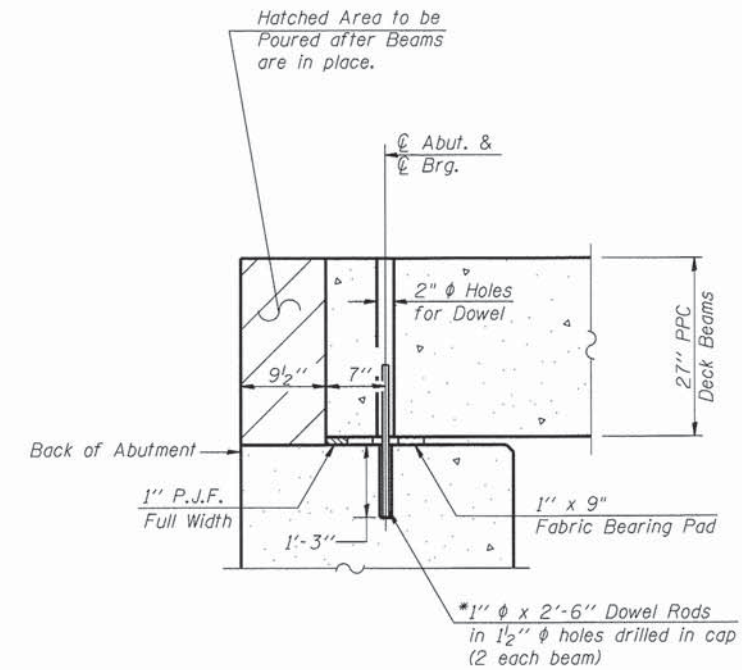 Hatched Area to be
Poured after Beams
are in place.
℄ Abut. &
℄ Brg.
2" ϕ Holes
for Dowel
27" PPC
Deck Beams
9½"
7"
Back of Abutment
1" P.J.F.
Full Width
1'-3"
1" x 9"
Fabric Bearing Pad
*1" ϕ x 2'-6" Dowel Rods
in 1½" ϕ holes drilled in cap
(2 each beam)